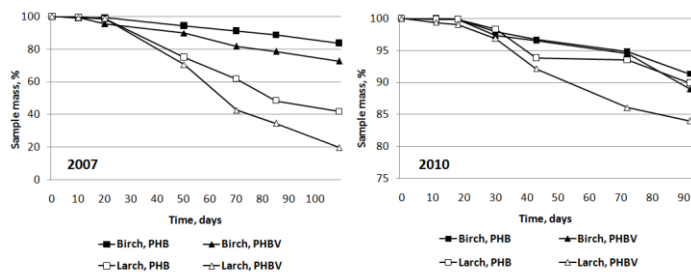 100
80
60
40
20
0
Sample mass, %
2007
0 10 20 30 40 50 60 70 80 90 100
Time, days
Birch, PHB
Birch, PHBV
Larch, PHB
Larch, PHBV
100
95
90
85
80
75
Sample mass, %
2010
0 10 20 30 40 50 60 70 80 90
Time, days
Birch, PHB
Birch, PHBV
Larch, PHB
Larch, PHBV